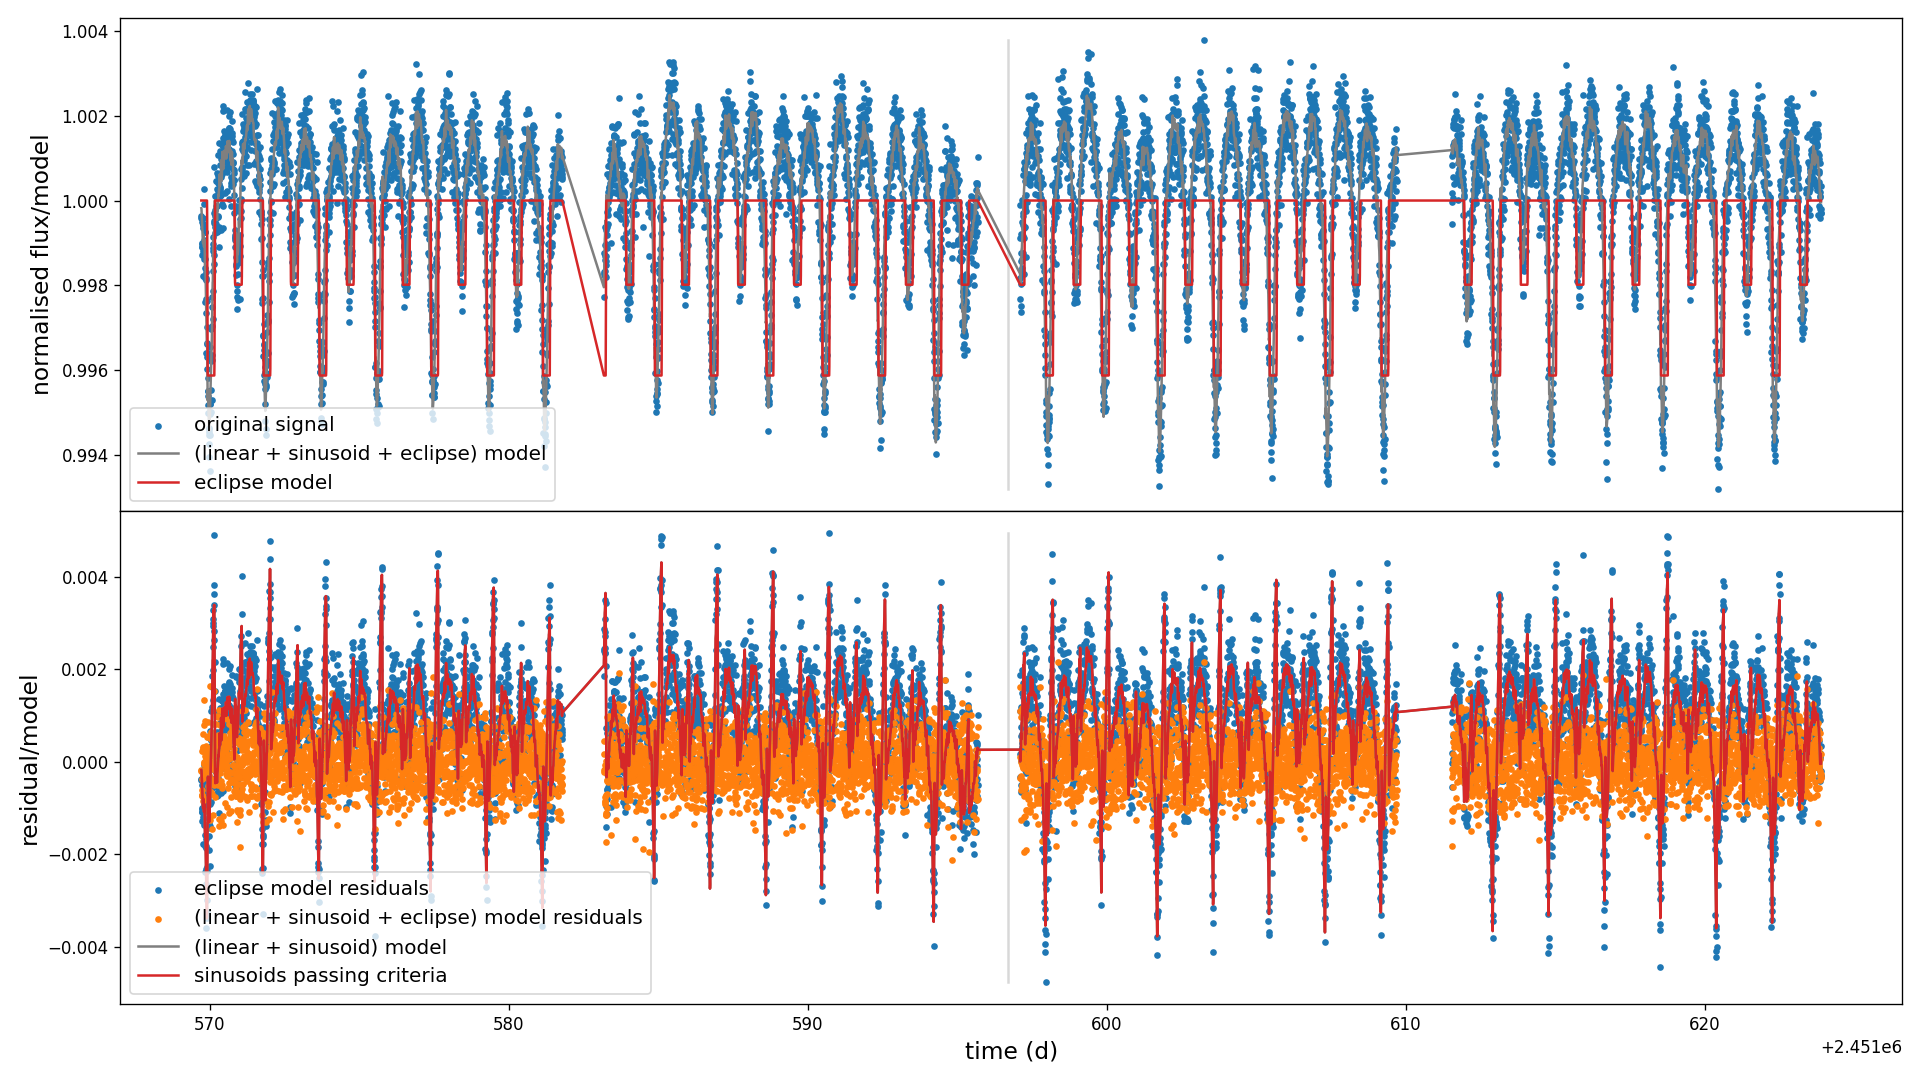 1.004
1.002
1.000
0.998
0.996
0.994
normalised flux/model
original signal
(linear + sinusoid + eclipse) model
eclipse model
0.004
0.002
0.000
−0.002
−0.004
residual/model
eclipse model residuals
(linear + sinusoid + eclipse) model residuals
(linear + sinusoid) model
sinusoids passing criteria
570
580
590
600
610
620
time (d)
+2.451e6